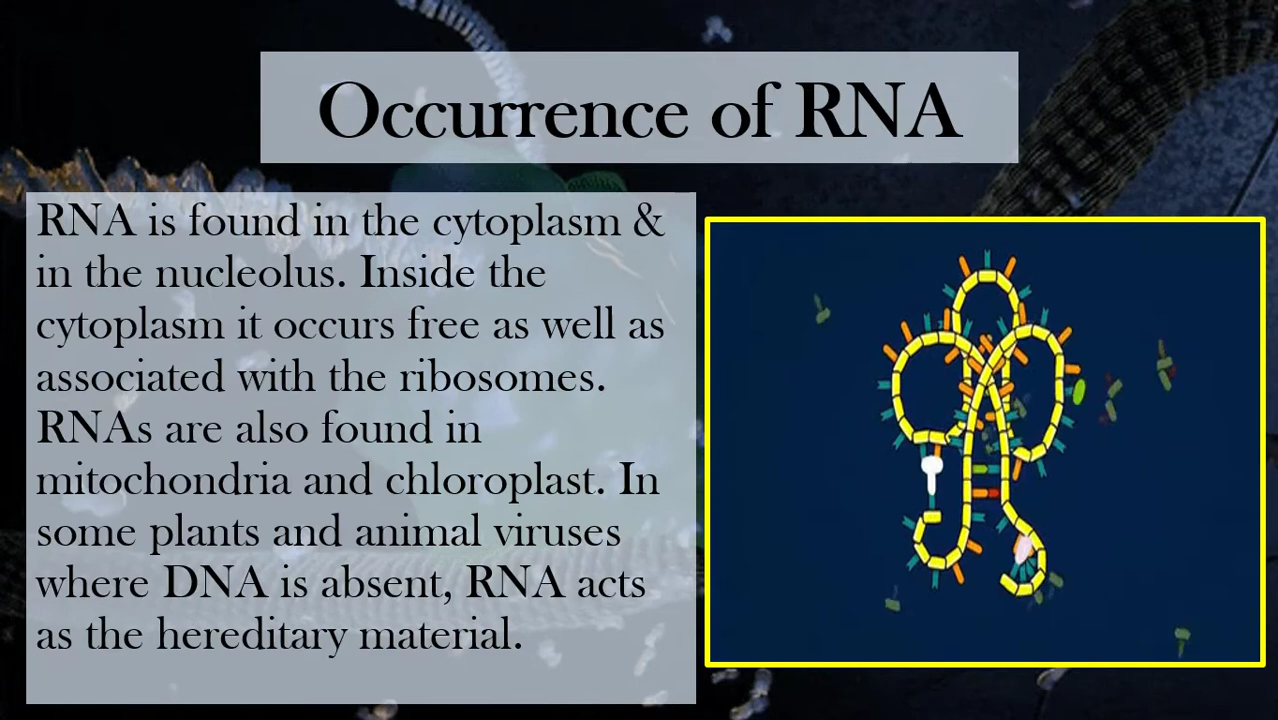 Occurrence of RNA
RNA is found in the cytoplasm &
in the nucleolus. Inside the
cytoplasm it occurs free as well as
associated with the ribosomes.
RNAs are also found in
mitochondria and chloroplast. In
some plants and animal viruses
where DNA is absent, RNA acts
as the hereditary material.